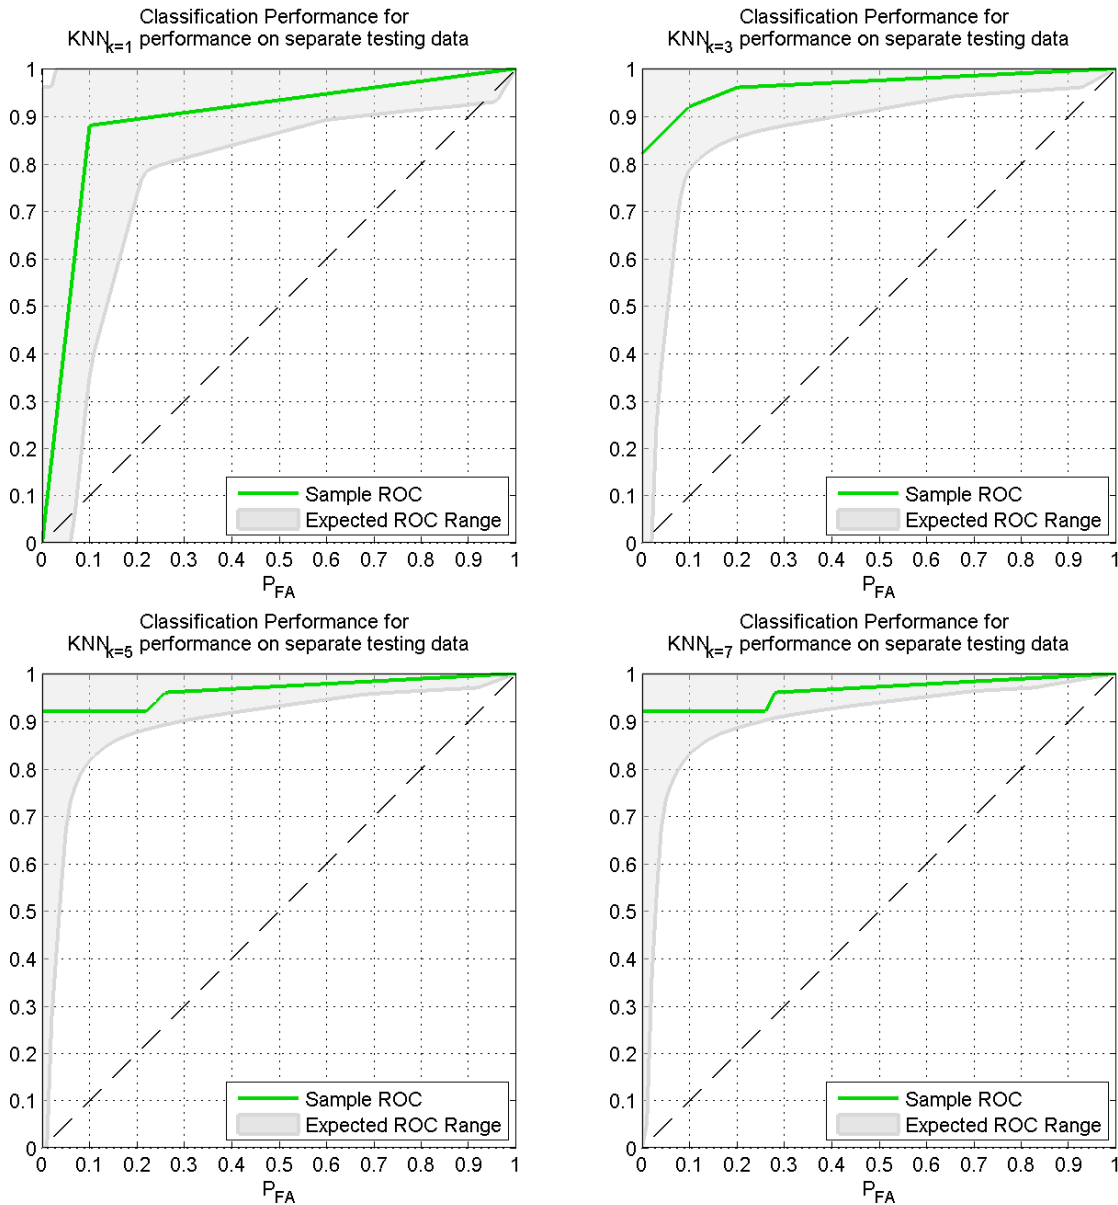 Classification Performance for
KNN_k=1 performance on separate testing data
1
0.9
0.8
0.7
0.6
0.5
0.4
0.3
0.2
0.1
0
Sample ROC
Expected ROC Range
0 0.1 0.2 0.3 0.4 0.5 0.6 0.7 0.8 0.9 1
P_FA
Classification Performance for
KNN_k=3 performance on separate testing data
1
0.9
0.8
0.7
0.6
0.5
0.4
0.3
0.2
0.1
0
Sample ROC
Expected ROC Range
0 0.1 0.2 0.3 0.4 0.5 0.6 0.7 0.8 0.9 1
P_FA
Classification Performance for
KNN_k=5 performance on separate testing data
1
0.9
0.8
0.7
0.6
0.5
0.4
0.3
0.2
0.1
0
Sample ROC
Expected ROC Range
0 0.1 0.2 0.3 0.4 0.5 0.6 0.7 0.8 0.9 1
P_FA
Classification Performance for
KNN_k=7 performance on separate testing data
1
0.9
0.8
0.7
0.6
0.5
0.4
0.3
0.2
0.1
0
Sample ROC
Expected ROC Range
0 0.1 0.2 0.3 0.4 0.5 0.6 0.7 0.8 0.9 1
P_FA